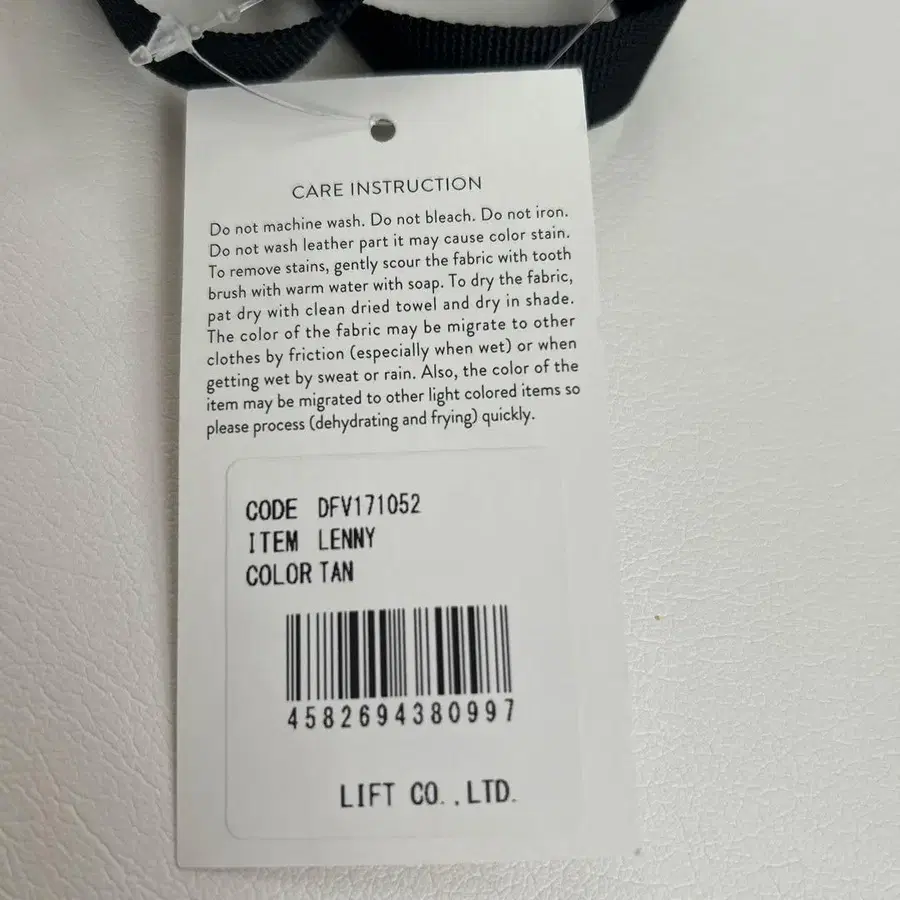 CARE INSTRUCTION
Do not machine wash. Do not bleach. Do not iron.
Do not wash leather part it may cause color stain.
To remove stains, gently scour the fabric with tooth
brush with warm water with soap. To dry the fabric,
pat dry with clean dried towel and dry in shade.
The color of the fabric may be migrate to other
clothes by friction (especially when wet) or when
getting wet by sweat or rain. Also, the color of the
item may be migrated to other light colored items so
please process (dehydrating and frying) quickly.
CODE DFV171052
ITEM LENNY
COLOR TAN
4582694380997
LIFT CO.,LTD.